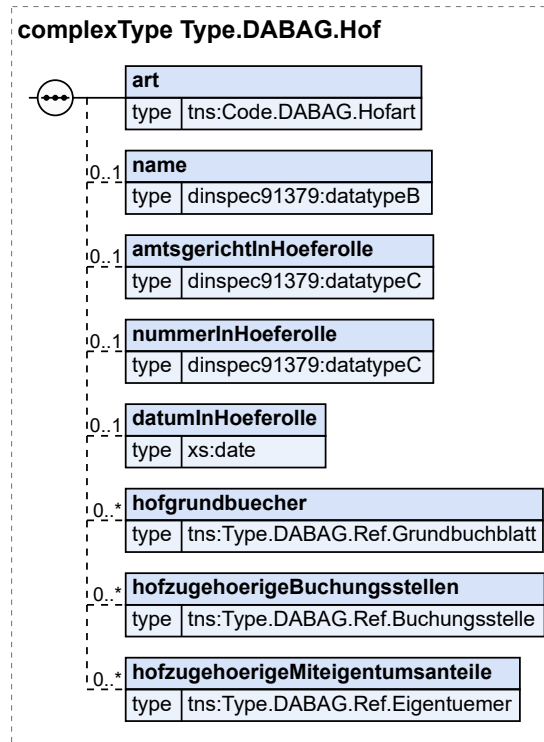 complexType Type.DABAG.Hof
art
type tns:Code.DABAG.Hofart
0..1 name
type dinspec91379:datatypeB
0..1 amtsgerichtInHoeferolle
type dinspec91379:datatypeC
0..1 nummerInHoeferolle
type dinspec91379:datatypeC
0..1 datumInHoeferolle
type xs:date
0..* hofgrundbuecher
type tns:Type.DABAG.Ref.Grundbuchblatt
0..* hofzugehoerigeBuchungsstellen
type tns:Type.DABAG.Ref.Buchungsstelle
0..* hofzugehoerigeMiteigentumsanteile
type tns:Type.DABAG.Ref.Eigentuemer